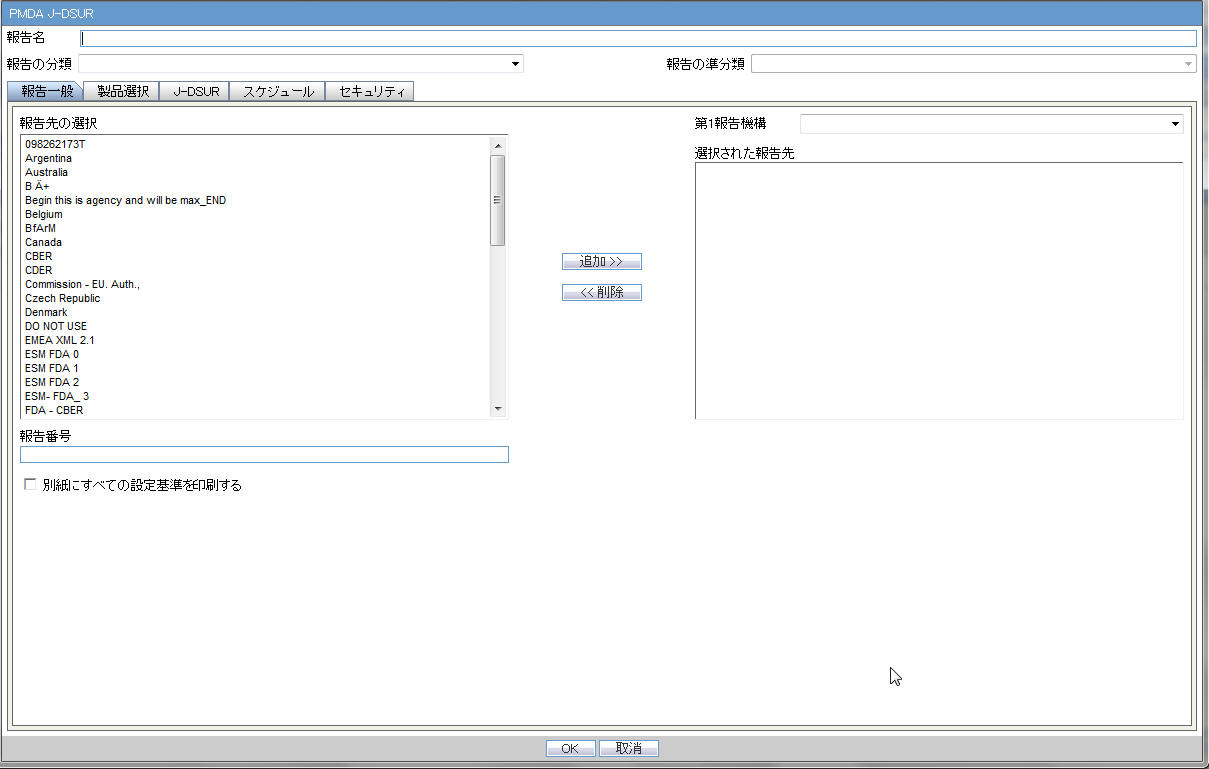 PMDA J-DSUR
報告名
報告の分類
報告の準分類
報告一般 製品選択 J-DSUR スケジュール セキュリティ
報告先の選択
098262173T
Argentina
Australia
B Ä+
Begin this is agency and will be max_END
Belgium
BfArM
Canada
CBER
CDER
Commission - EU. Auth.,
Czech Republic
Denmark
DO NOT USE
EMEA XML 2.1
ESM FDA 0
ESM FDA 1
ESM FDA 2
ESM- FDA_ 3
FDA - CBER
追加 >>
<< 削除
第1報告機構
選択された報告先
報告番号
別紙にすべての設定基準を印刷する
OK 取消